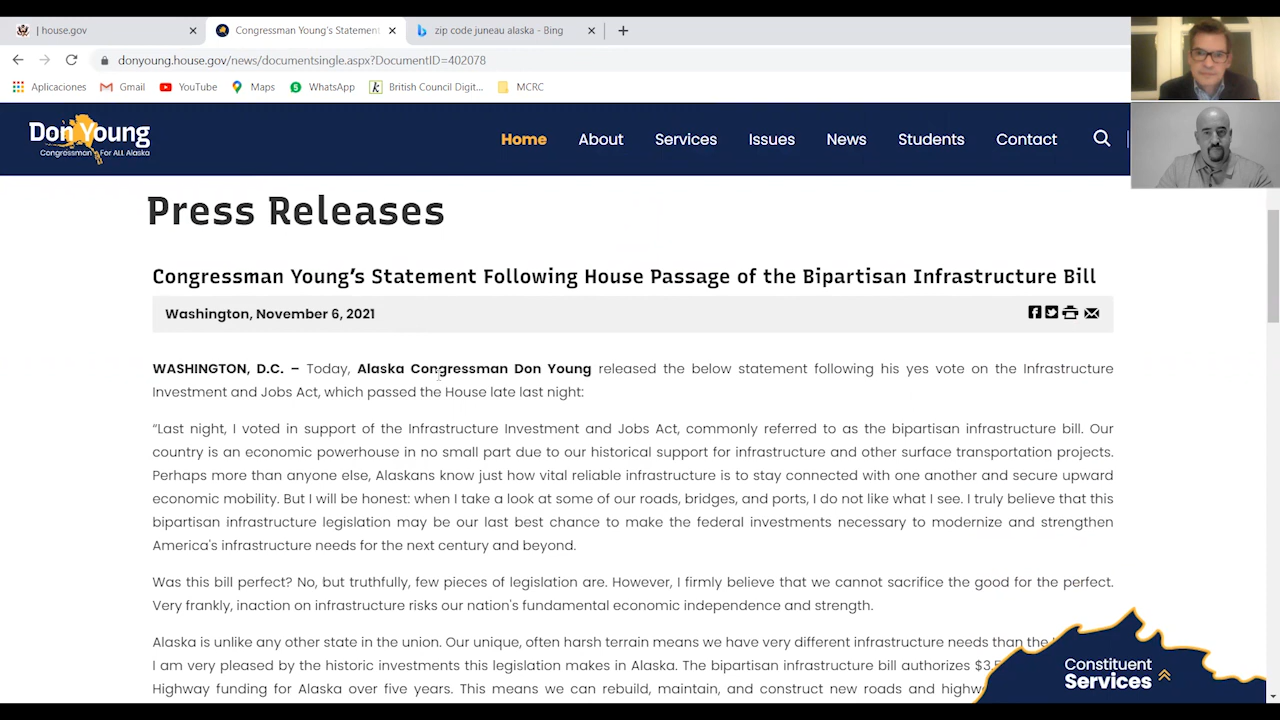 | house.gov
Congressman Young's Statement
zip code juneau alaska - Bing
donyoung.house.gov/news/documentsingle.aspx?DocumentID=402078
Aplicaciones Gmail YouTube Maps WhatsApp British Council Digit... MCRC
Don Young
Congressman For ALL Alaska
Home About Services Issues News Students Contact
Press Releases
Congressman Young's Statement Following House Passage of the Bipartisan Infrastructure Bill
Washington, November 6, 2021
WASHINGTON, D.C. – Today, Alaska Congressman Don Young released the below statement following his yes vote on the Infrastructure
Investment and Jobs Act, which passed the House late last night:
“Last night, I voted in support of the Infrastructure Investment and Jobs Act, commonly referred to as the bipartisan infrastructure bill. Our
country is an economic powerhouse in no small part due to our historical support for infrastructure and other surface transportation projects.
Perhaps more than anyone else, Alaskans know just how vital reliable infrastructure is to stay connected with one another and secure upward
economic mobility. But I will be honest: when I take a look at some of our roads, bridges, and ports, I do not like what I see. I truly believe that this
bipartisan infrastructure legislation may be our last best chance to make the federal investments necessary to modernize and strengthen
America's infrastructure needs for the next century and beyond.
Was this bill perfect? No, but truthfully, few pieces of legislation are. However, I firmly believe that we cannot sacrifice the good for the perfect.
Very frankly, inaction on infrastructure risks our nation's fundamental economic independence and strength.
Alaska is unlike any other state in the union. Our unique, often harsh terrain means we have very different infrastructure needs than the
I am very pleased by the historic investments this legislation makes in Alaska. The bipartisan infrastructure bill authorizes $3.
Highway funding for Alaska over five years. This means we can rebuild, maintain, and construct new roads and
Constituent
Services